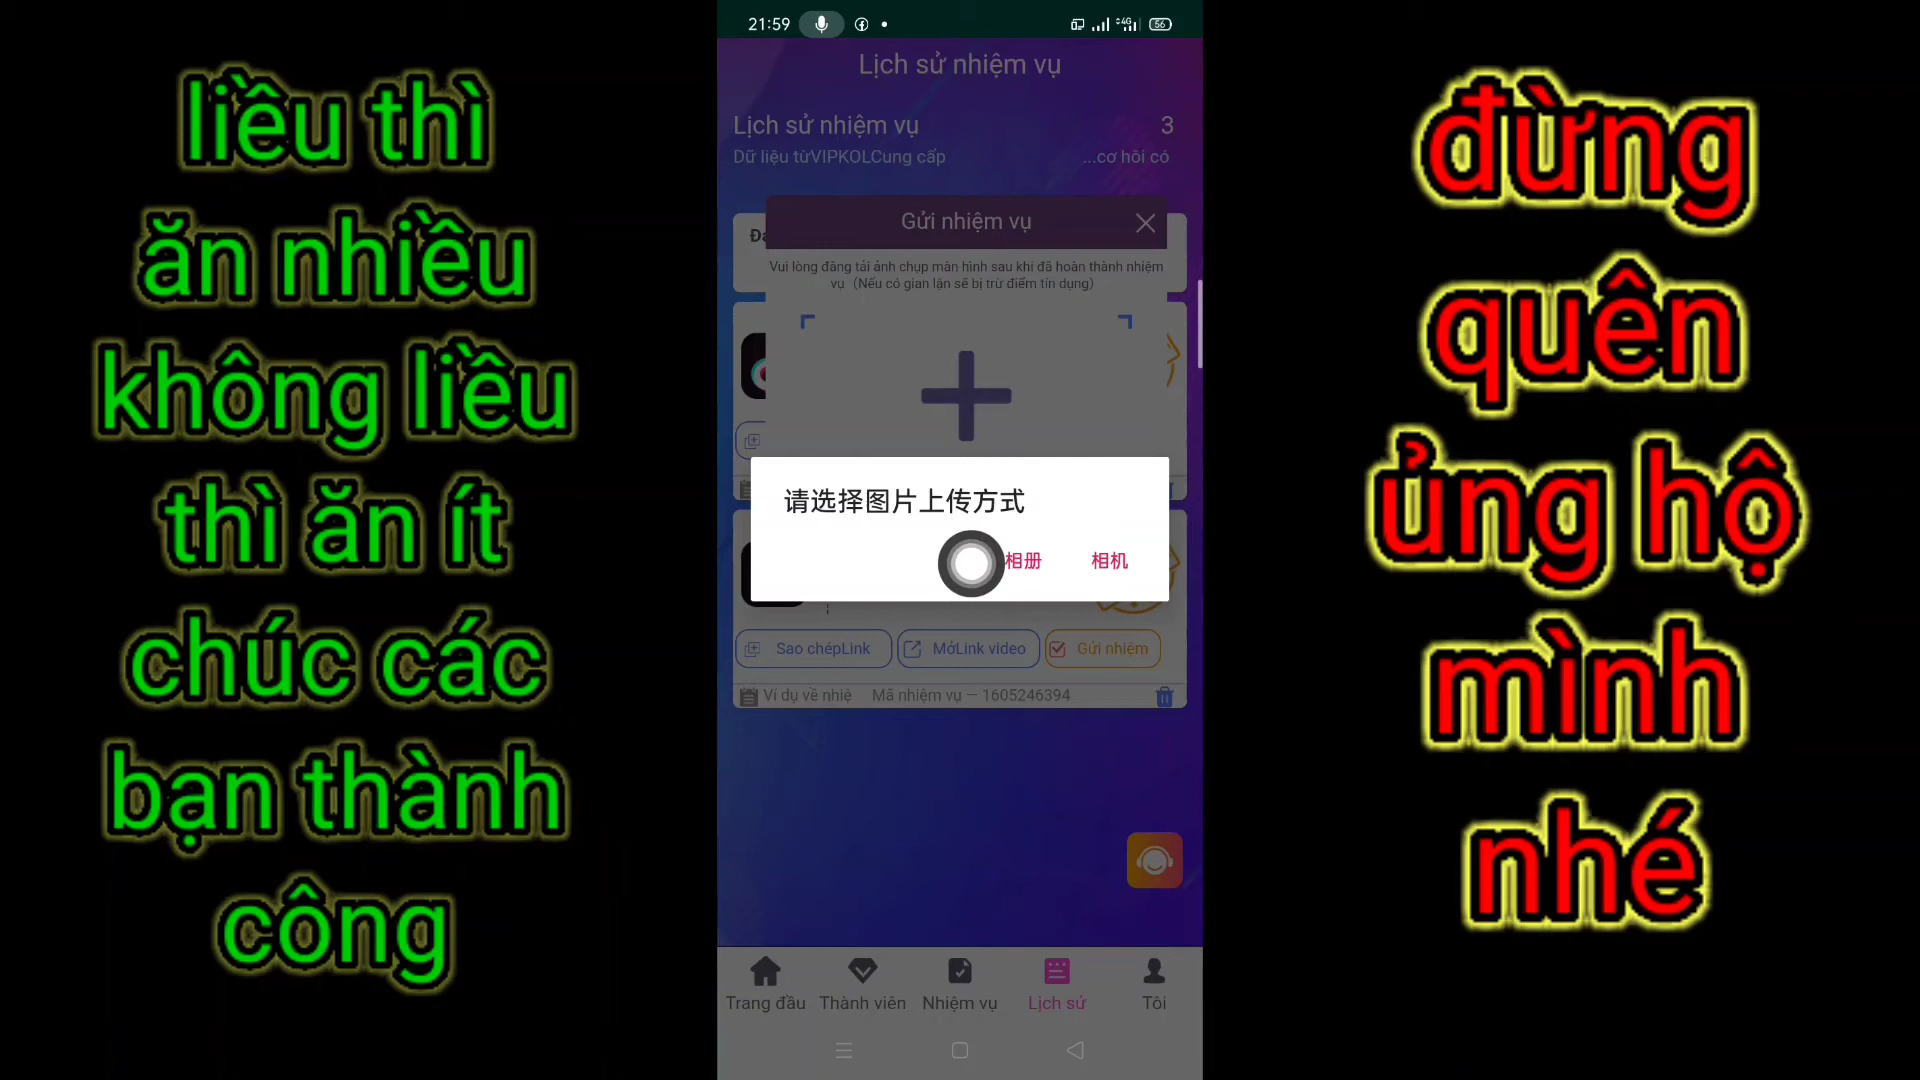 liều thì
ăn nhiều
không liều
thì ăn ít
chúc các
bạn thành
công
21:59
4G
56
Lịch sử nhiệm vụ
Lịch sử nhiệm vụ 3
Dữ liệu từVIPKOLCung cấp ...cơ hôi có
Gửi nhiệm vụ
Vui lòng đăng tải ảnh chụp màn hình sau khi đã hoàn thành nhiệm
vụ（Nếu có gian lận sẽ bị trừ điểm tín dụng）
请选择图片上传方式
相册 相机
Sao chépLink MởLink video Gửi nhiệm
Ví dụ về nhiệ Mã nhiệm vụ — 1605246394
Trang đầu Thành viên Nhiệm vụ Lịch sử Tôi
đừng
quên
ủng hộ
mình
nhé